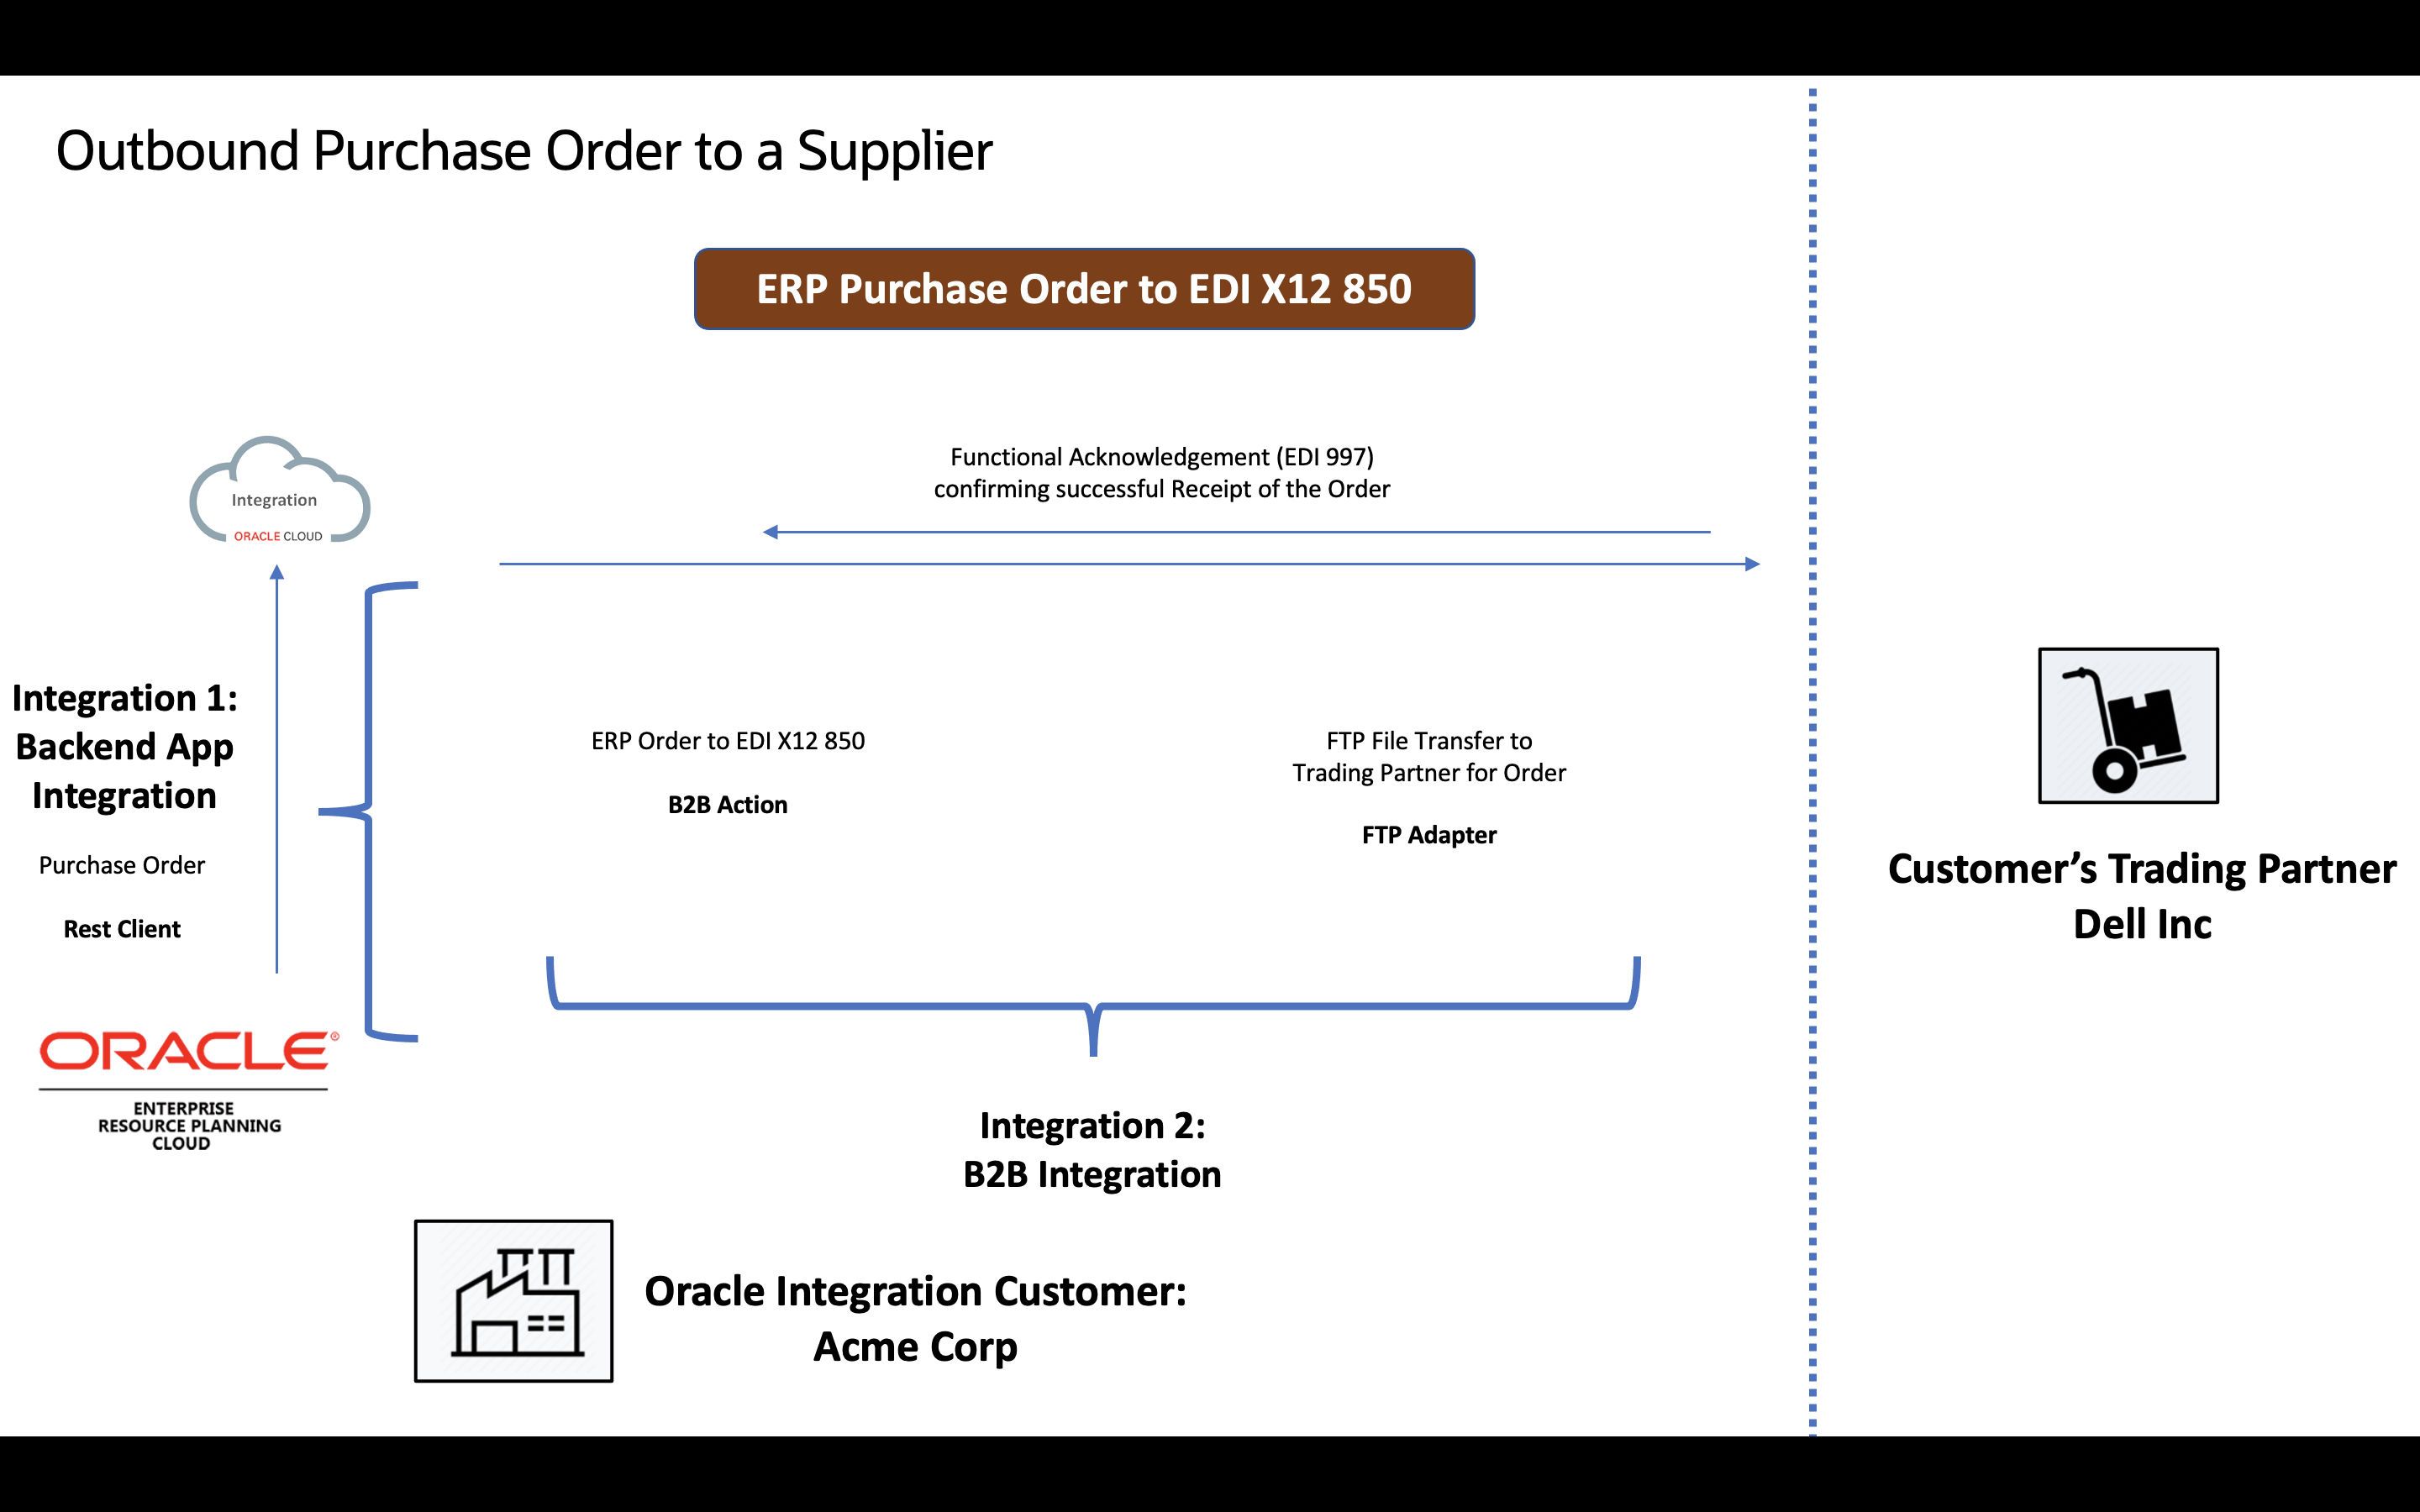 Outbound Purchase Order to a Supplier
ERP Purchase Order to EDI X12 850
Integration
ORACLE CLOUD
Functional Acknowledgement (EDI 997)
confirming successful Receipt of the Order
Integration 1:
Backend App
Integration
Purchase Order
Rest Client
ERP Order to EDI X12 850
B2B Action
FTP File Transfer to
Trading Partner for Order
FTP Adapter
Customer’s Trading Partner
Dell Inc
ORACLE®
ENTERPRISE
RESOURCE PLANNING
CLOUD
Integration 2:
B2B Integration
Oracle Integration Customer:
Acme Corp